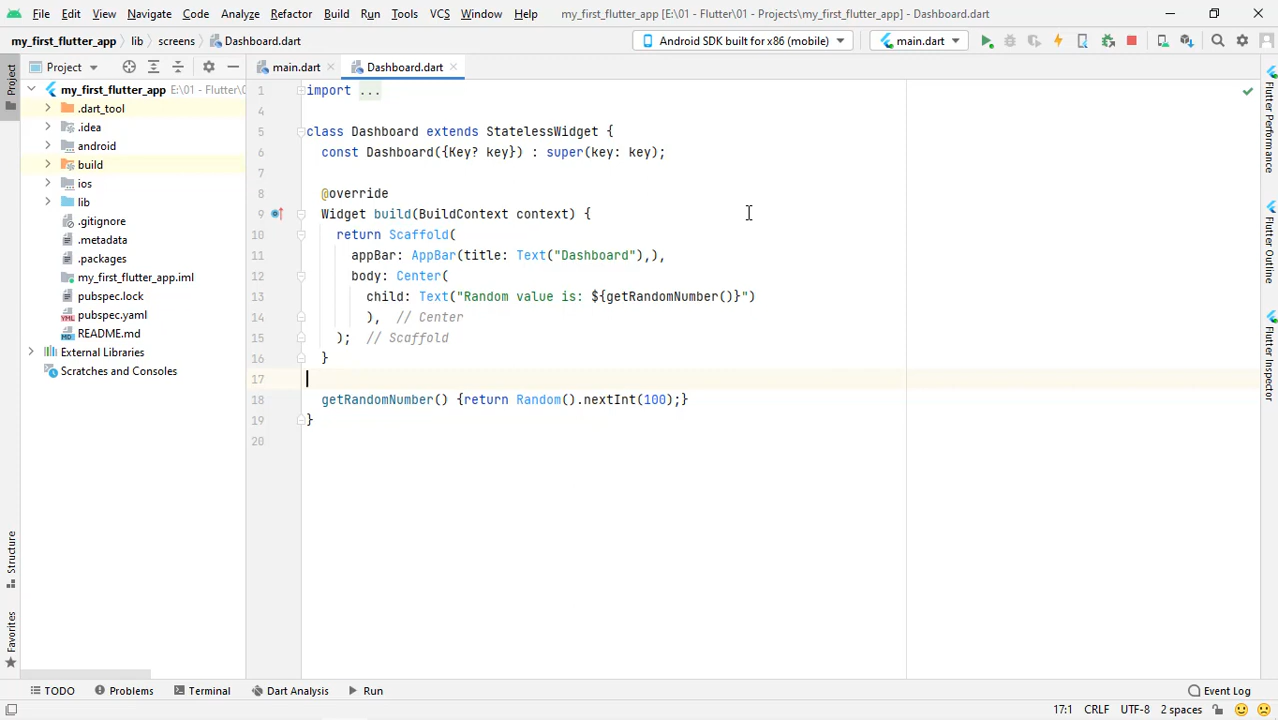 File Edit View Navigate Code Analyze Refactor Build Run Tools VCS Window Help my_first_flutter_app [E:\01 - Flutter\01 - Projects\my_first_flutter_app] - Dashboard.dart
my_first_flutter_app lib screens Dashboard.dart Android SDK built for x86 (mobile) main.dart
Project main.dart Dashboard.dart
Project
my_first_flutter_app E:\01 - Flutter\
.dart_tool
.idea
android
build
ios
lib
.gitignore
.metadata
.packages
my_first_flutter_app.iml
pubspec.lock
pubspec.yaml
README.md
External Libraries
Scratches and Consoles
Structure
Favorites
1 import ...
4
5 class Dashboard extends StatelessWidget {
6 const Dashboard({Key? key}) : super(key: key);
7
8 @override
9 Widget build(BuildContext context) {
10 return Scaffold(
11 appBar: AppBar(title: Text("Dashboard"),),
12 body: Center(
13 child: Text("Random value is: ${getRandomNumber()}")
14 ), // Center
15 ); // Scaffold
16 }
17
18 getRandomNumber() {return Random().nextInt(100);}
19 }
20
Flutter Performance
Flutter Outline
Flutter Inspector
TODO Problems Terminal Dart Analysis Run Event Log
17:1 CRLF UTF-8 2 spaces